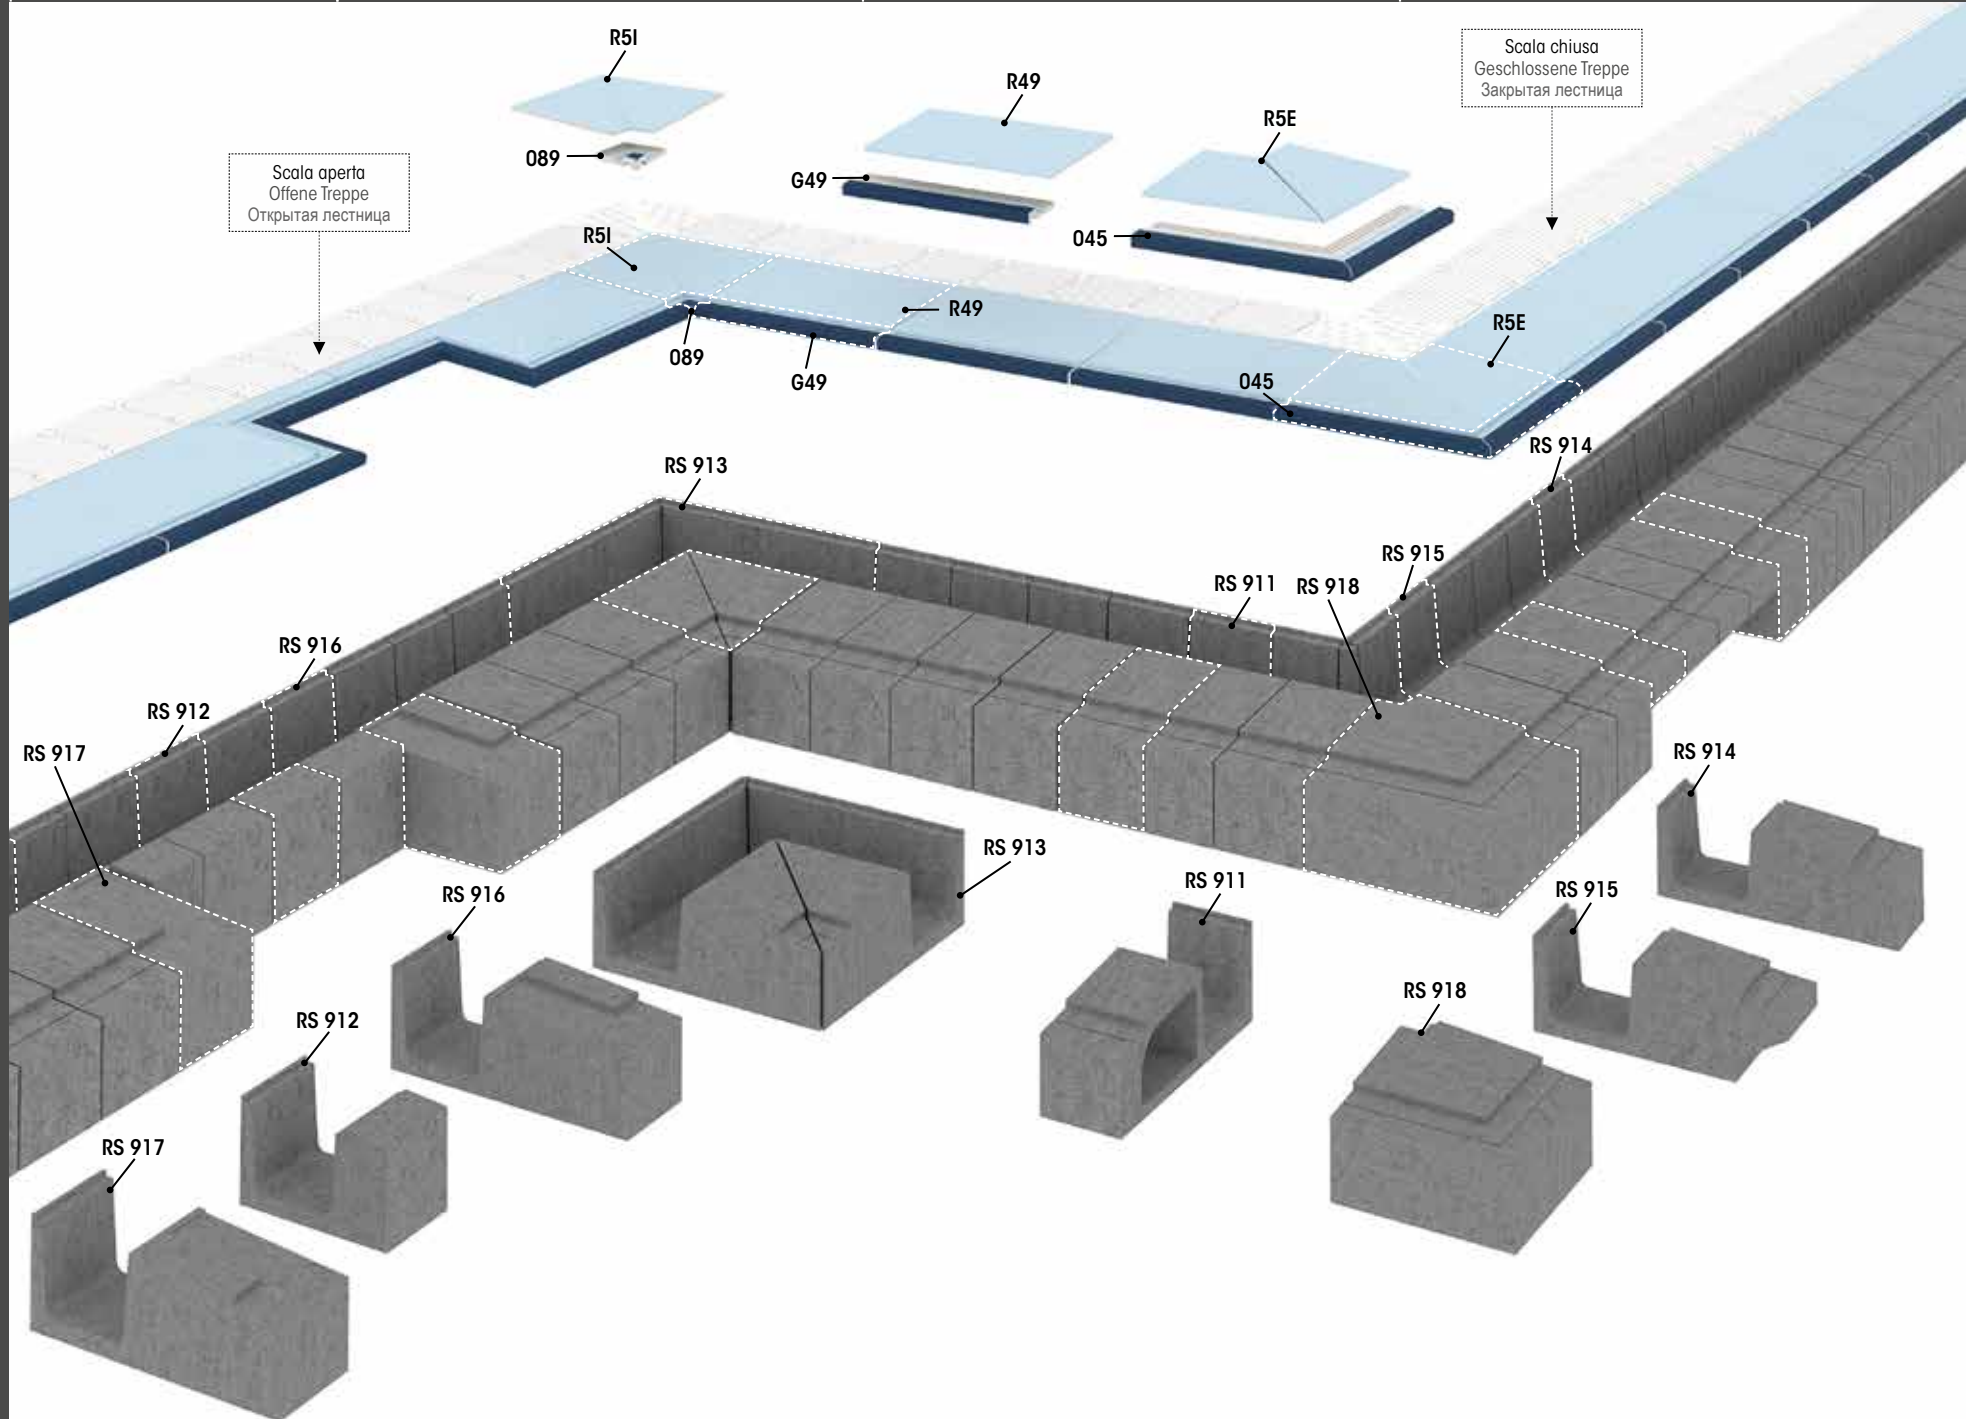 R5I
R49
R5E
Scala chiusa
Geschlossene Treppe
Закрытая лестница
089
G49
045
Scala aperta
Offene Treppe
Открытая лестница
R5I
R49
R5E
089
G49
045
RS 913
RS 914
RS 915
RS 911
RS 918
RS 916
RS 912
RS 917
RS 914
RS 913
RS 916
RS 911
RS 915
RS 918
RS 912
RS 917